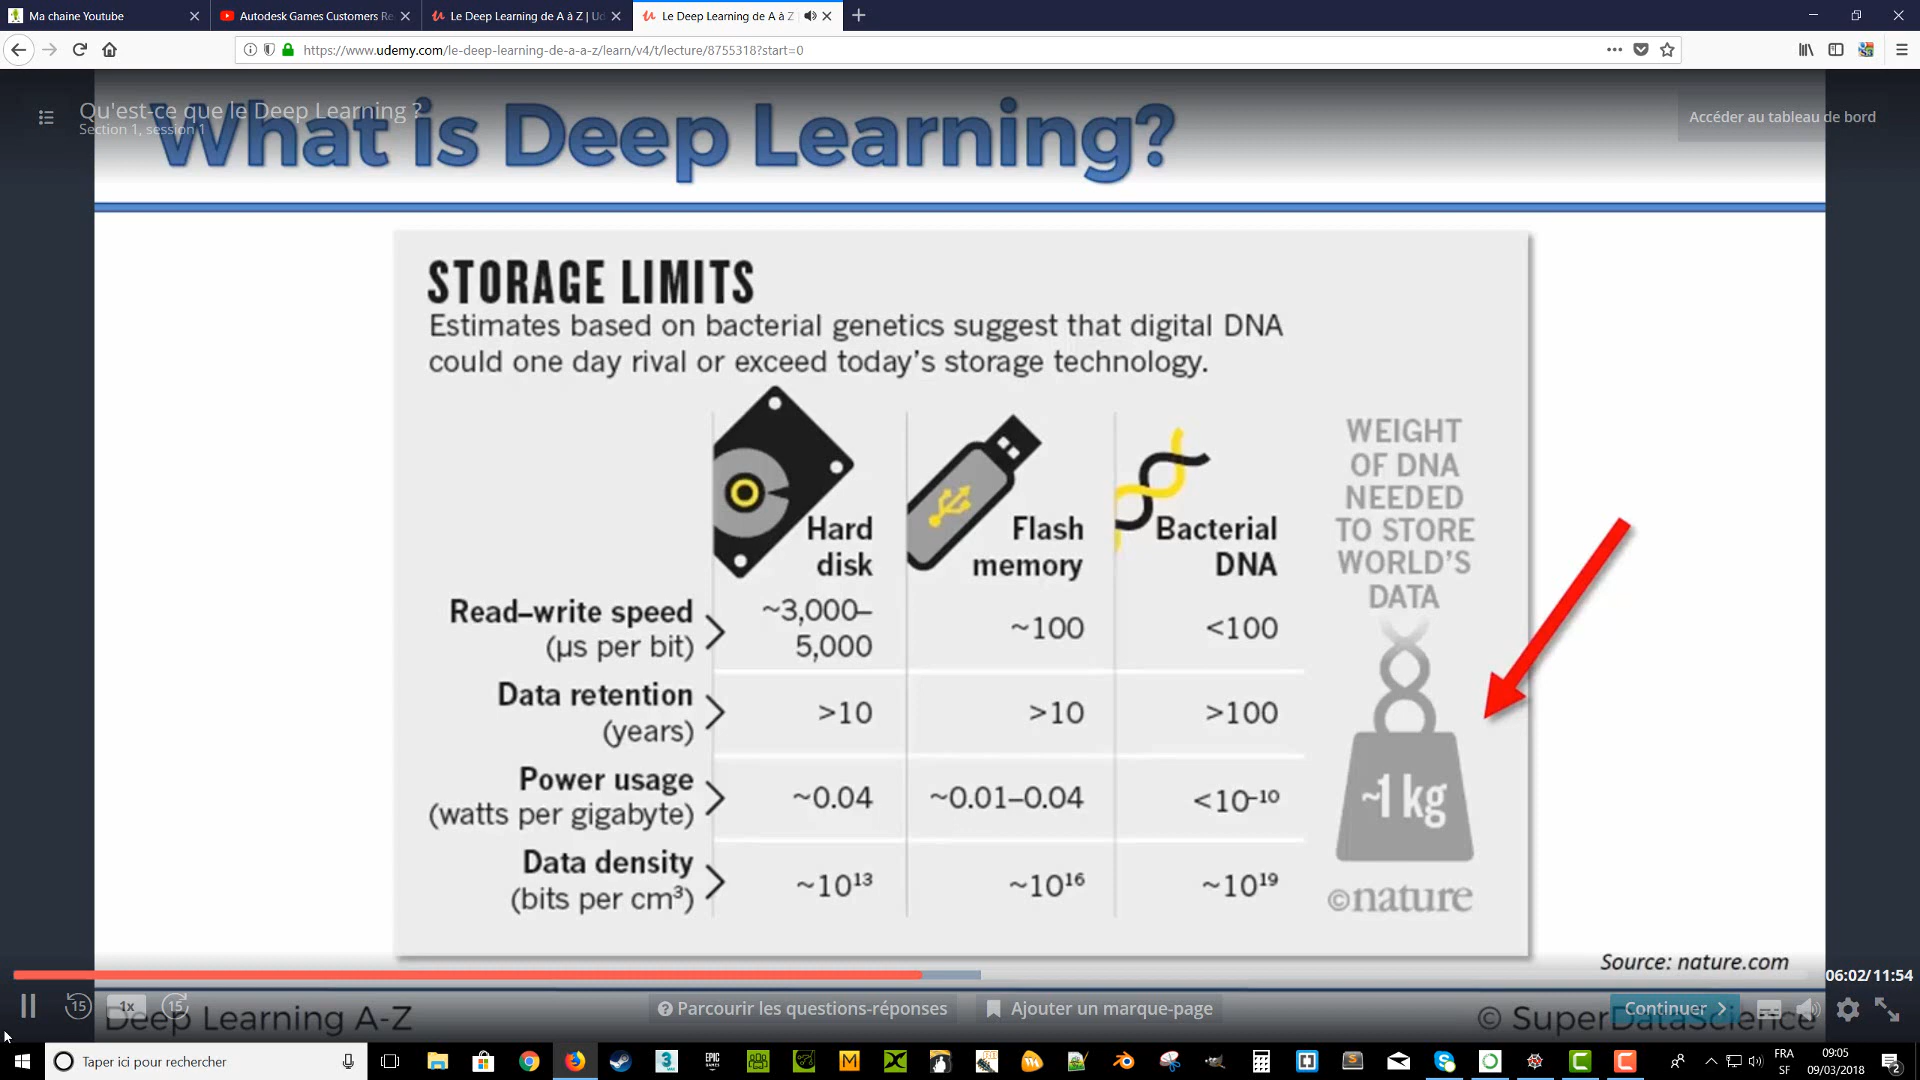 Ma chaine Youtube
Autodesk Games Customers Re
Le Deep Learning de A à Z | Ud
Le Deep Learning de A à Z
https://www.udemy.com/le-deep-learning-de-a-a-z/learn/v4/t/lecture/8755318?start=0
Qu'est-ce que le Deep Learning ?
Section 1, session 1
Accéder au tableau de bord
What is Deep Learning?
STORAGE LIMITS
Estimates based on bacterial genetics suggest that digital DNA
could one day rival or exceed today's storage technology.
Hard
disk
Flash
memory
Bacterial
DNA
Read–write speed
(µs per bit)
~3,000–
5,000
~100
<100
Data retention
(years)
>10
>10
>100
Power usage
(watts per gigabyte)
~0.04
~0.01–0.04
<10⁻¹⁰
Data density
(bits per cm³)
~10¹³
~10¹⁶
~10¹⁹
WEIGHT
OF DNA
NEEDED
TO STORE
WORLD'S
DATA
~1 kg
©nature
Source: nature.com
06:02/11:54
15
1x
15
Parcourir les questions-réponses
Ajouter un marque-page
Continuer
Deep Learning A-Z
© SuperDataScience
Taper ici pour rechercher
FRA
SF
09:05
09/03/2018
2